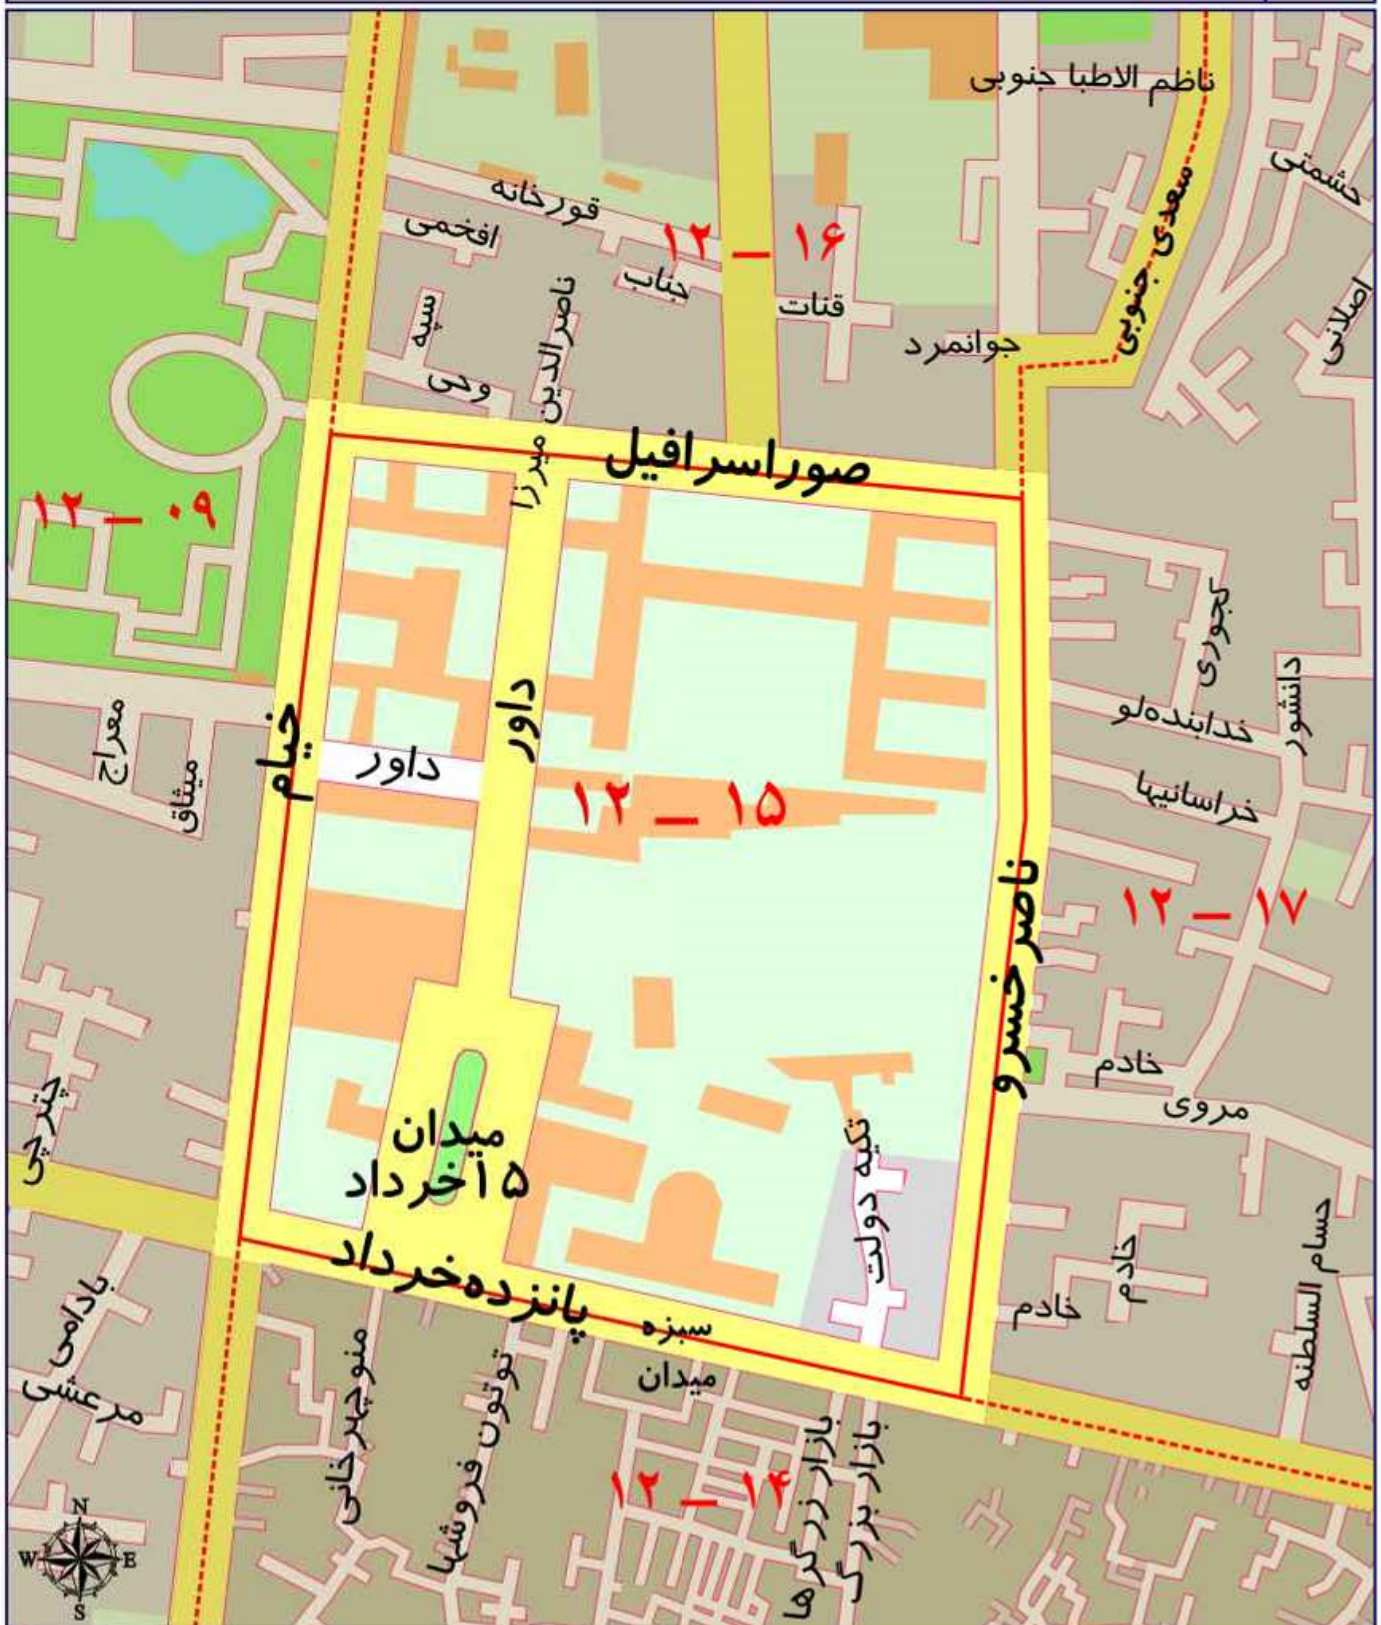 ناظم الاطبا جنوبی
حشمتی
سعدی جنوبی
قورخانه
افخمی
۱۲ – ۱۶
جناب
قنات
سپه
ناصرالدین میرزا
اصلانی
جوانمرد
وحی
صوراسرافیل
۱۲ – ۰۹
کجوری
دانشور
خدابنده‌لو
معراج
میثاق
خیام
داور
داور
خراسانیها
۱۲ – ۱۵
ناصرخسرو
۱۲ – ۱۷
خادم
مروی
چترچی
میدان
۱۵خرداد
تکیه دولت
حسام السلطنه
خادم
خادم
پانزده‌خرداد
سبزه
میدان
بادامی
مرعشی
منوچهرخانی
توتون فروشها
بازار زرگرها
بازار بزرگ
۱۲ – ۱۴
N
W E
S